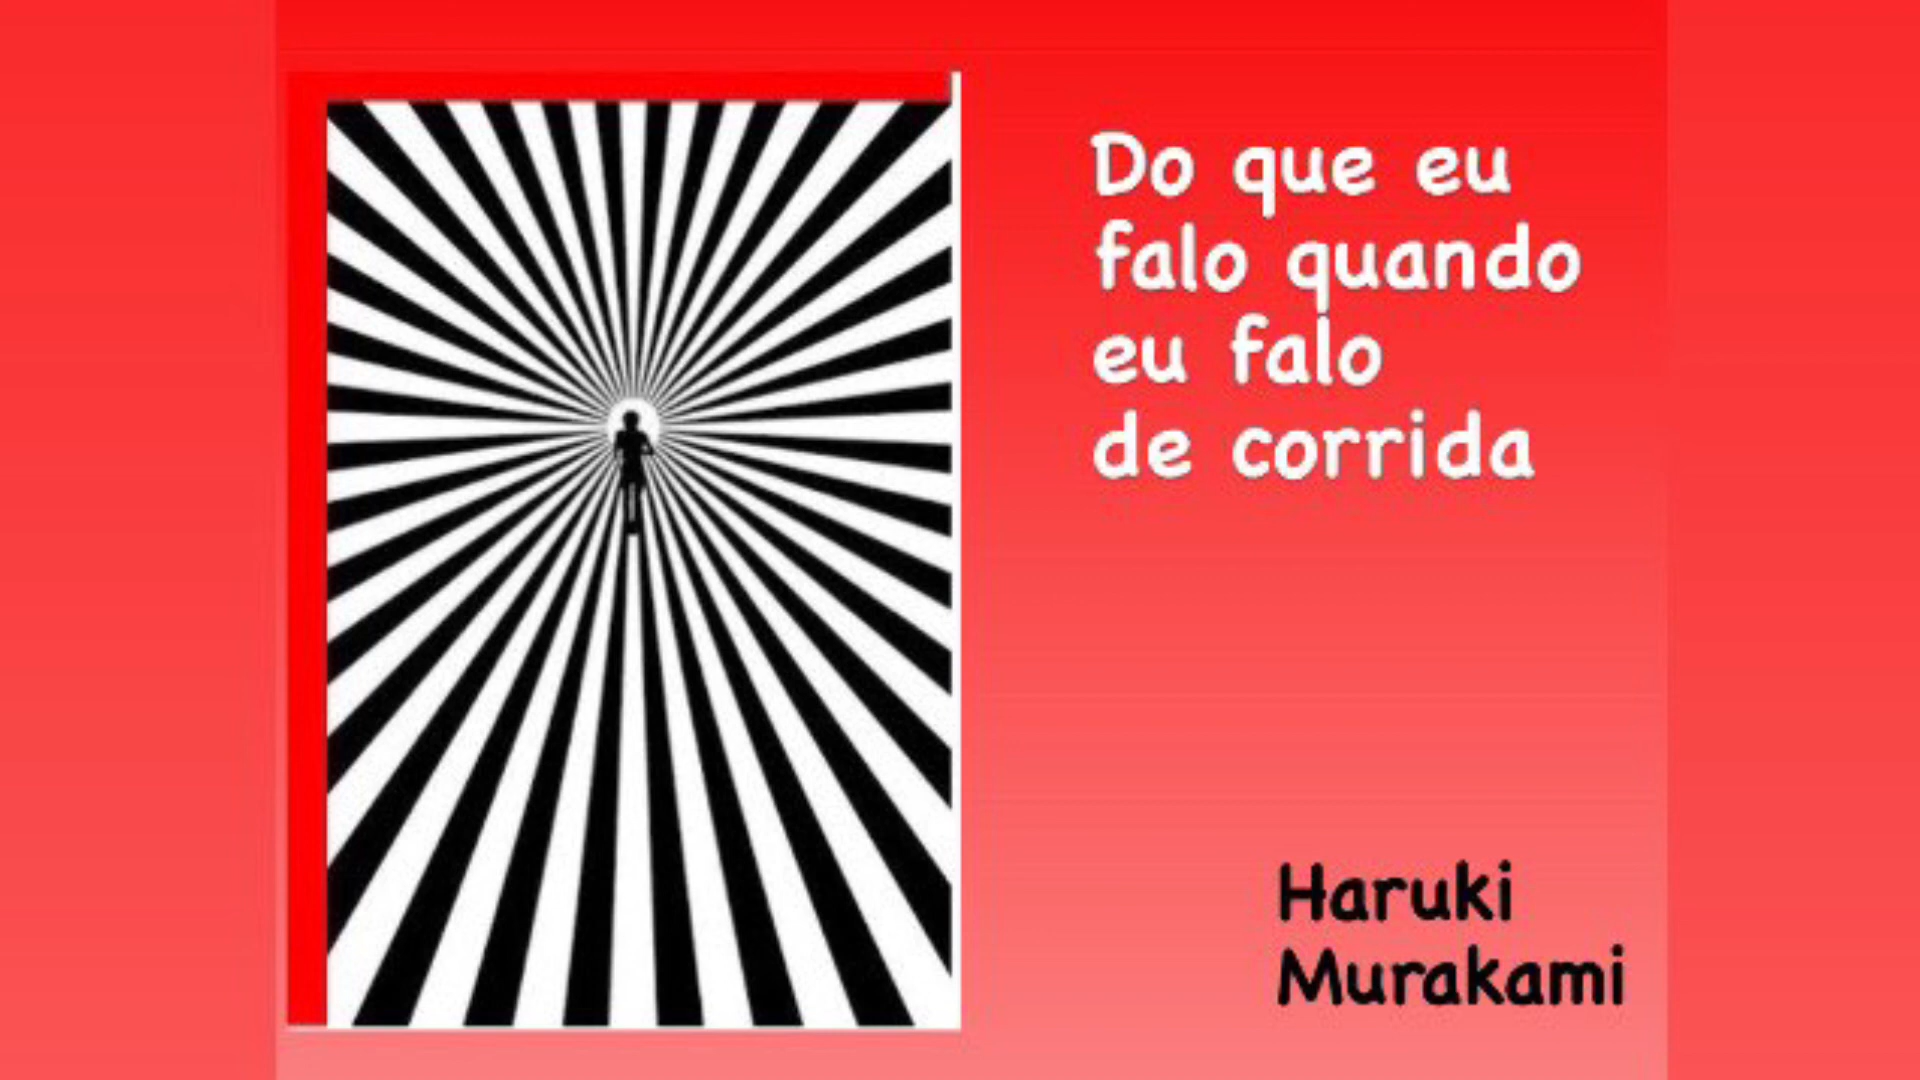 Do que eu
falo quando
eu falo
de corrida
Haruki
Murakami